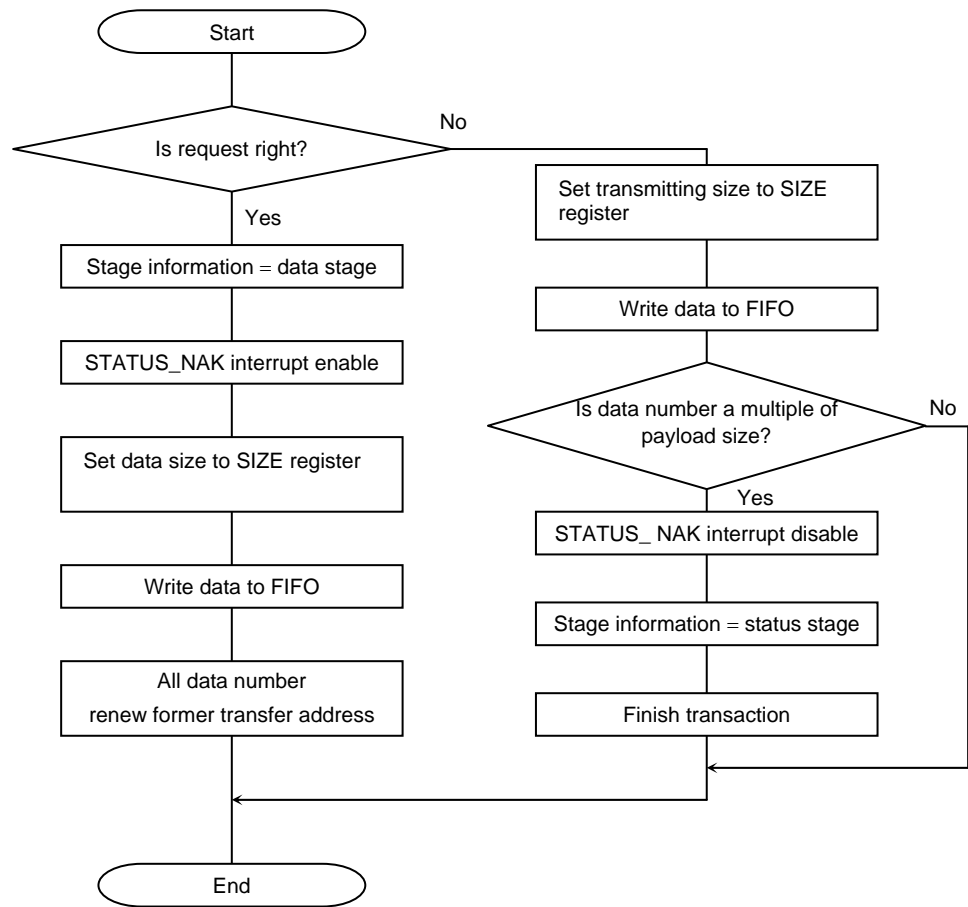 Start
Is request right?
No
Yes
Stage information = data stage
STATUS_NAK interrupt enable
Set data size to SIZE register
Write data to FIFO
All data number
renew former transfer address
Set transmitting size to SIZE
register
Write data to FIFO
Is data number a multiple of
payload size?
No
Yes
STATUS_ NAK interrupt disable
Stage information = status stage
Finish transaction
End